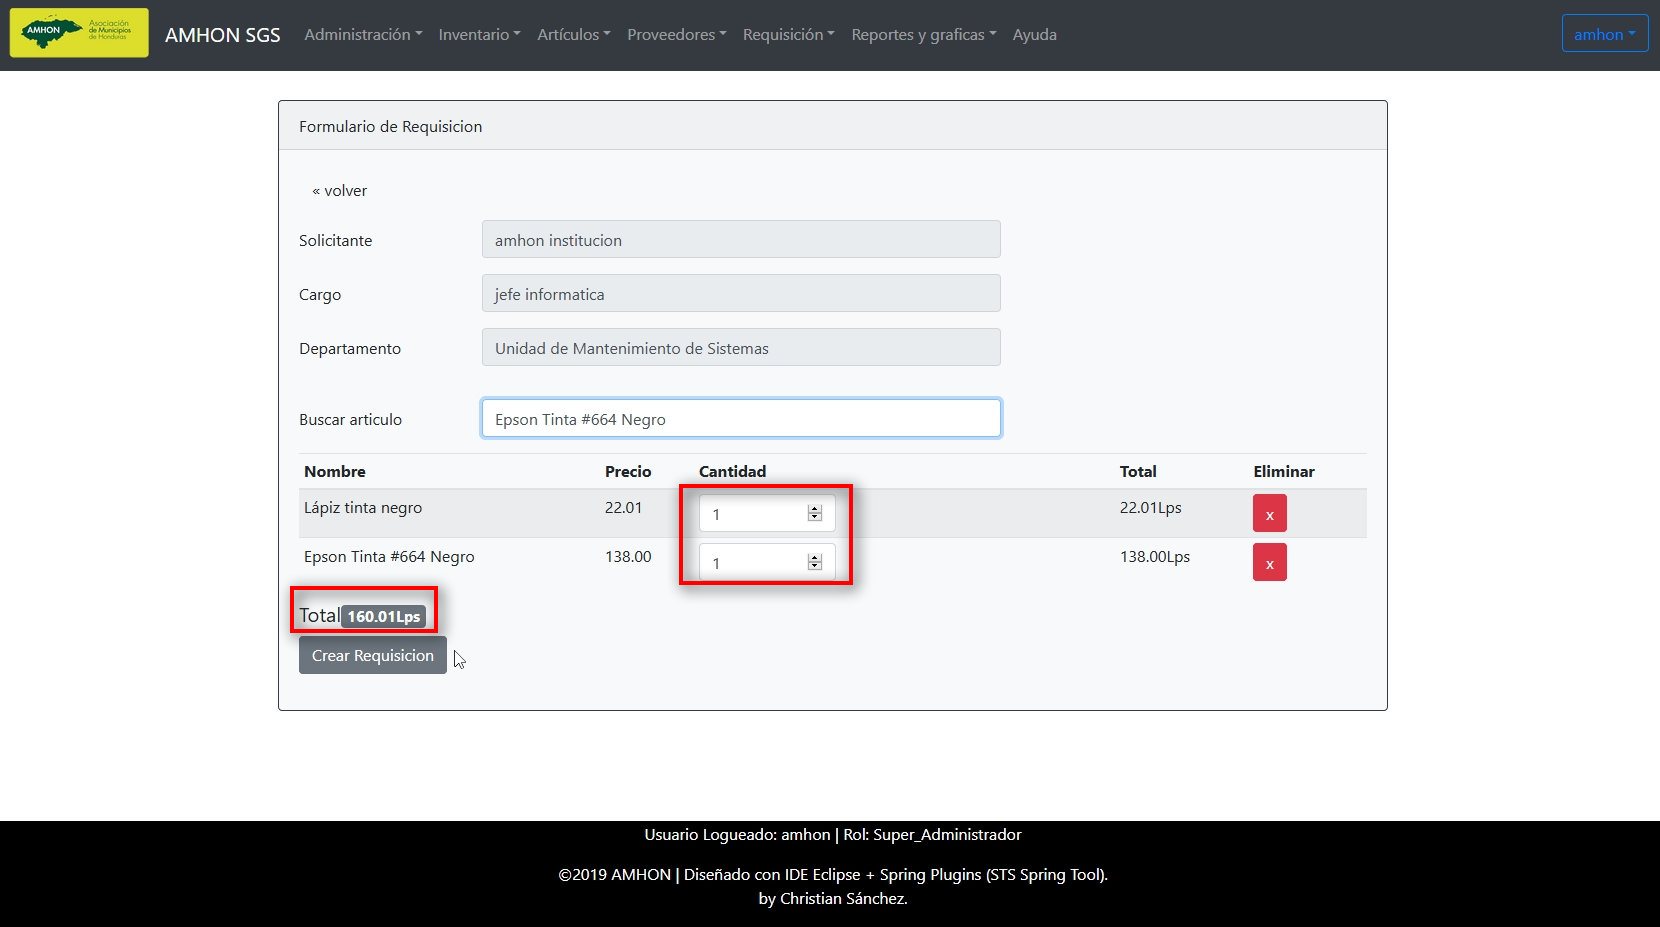 AMHON Asociación
de Municipios
de Honduras
AMHON SGS Administración Inventario Artículos Proveedores Requisición Reportes y graficas Ayuda amhon
Formulario de Requisicion
« volver
Solicitante amhon institucion
Cargo jefe informatica
Departamento Unidad de Mantenimiento de Sistemas
Buscar articulo Epson Tinta #664 Negro
Nombre Precio Cantidad Total Eliminar
Lápiz tinta negro 22.01 1 22.01Lps x
Epson Tinta #664 Negro 138.00 1 138.00Lps x
Total 160.01Lps
Crear Requisicion
Usuario Logueado: amhon | Rol: Super_Administrador
©2019 AMHON | Diseñado con IDE Eclipse + Spring Plugins (STS Spring Tool).
by Christian Sánchez.